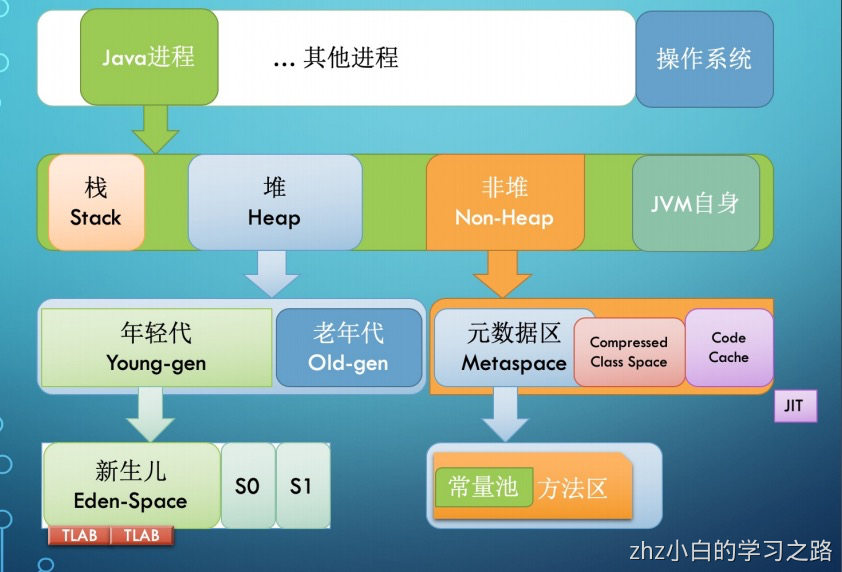 Java进程
... 其他进程
操作系统
栈
Stack
堆
Heap
非堆
Non-Heap
JVM自身
年轻代
Young-gen
老年代
Old-gen
元数据区
Metaspace
Compressed
Class Space
Code
Cache
JIT
新生儿
Eden-Space
S0
S1
常量池
方法区
TLAB
TLAB
zhz小白的学习之路